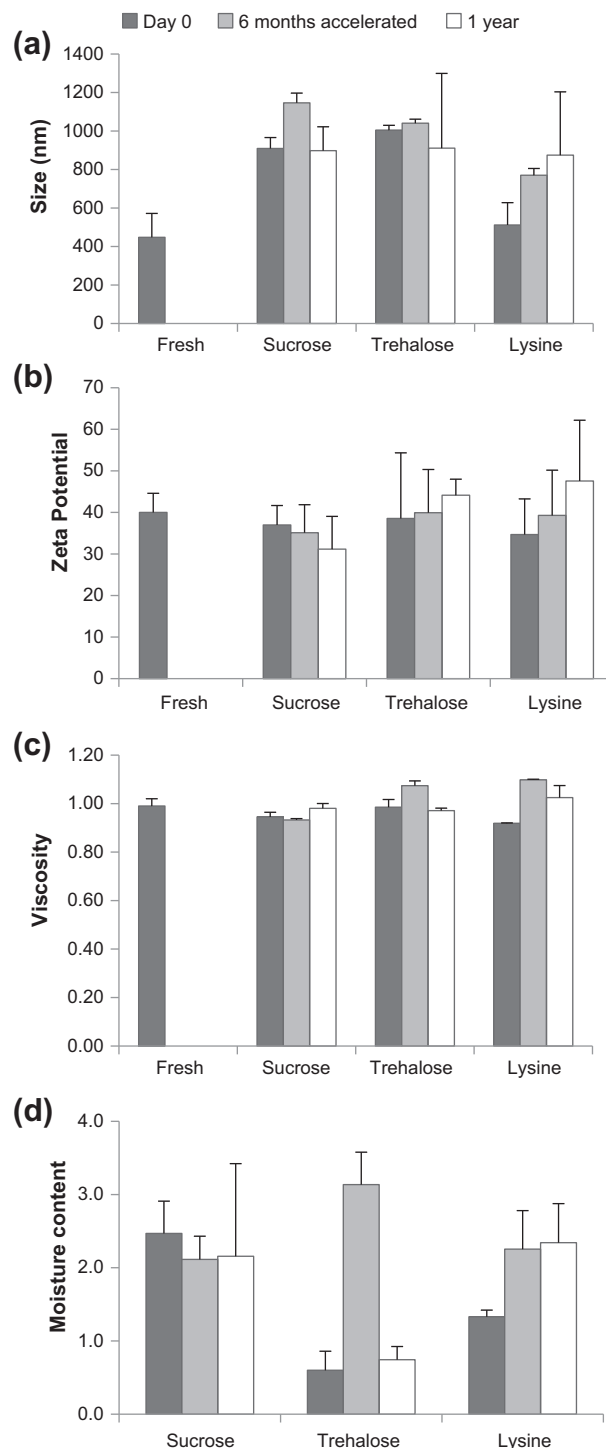 Day 0 6 months accelerated 1 year
(a)
Size (nm)
1400
1200
1000
800
600
400
200
0
Fresh Sucrose Trehalose Lysine
(b)
Zeta Potential
70
60
50
40
30
20
10
0
Fresh Sucrose Trehalose Lysine
(c)
Viscosity
1.20
1.00
0.80
0.60
0.40
0.20
0.00
Fresh Sucrose Trehalose Lysine
(d)
Moisture content
4.0
3.0
2.0
1.0
0.0
Sucrose Trehalose Lysine